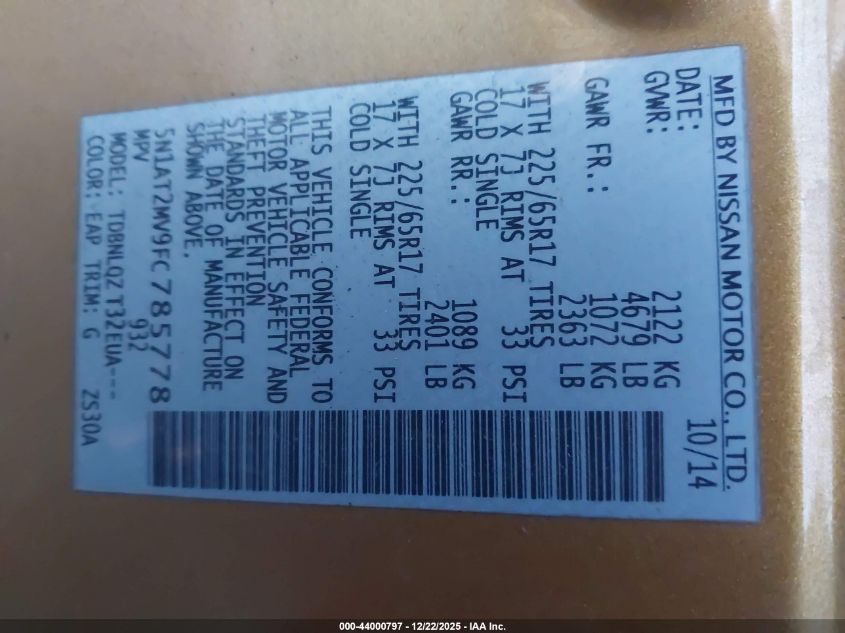 MFD BY NISSAN MOTOR CO., LTD.
DATE: 10/14
GVWR: 2122 KG
4679 LB
GAWR FR.: 1072 KG
2363 LB
WITH 225/65R17 TIRES
17 X 7J RIMS AT 33 PSI
COLD SINGLE
GAWR RR.: 1089 KG
2401 LB
WITH 225/65R17 TIRES
17 X 7J RIMS AT 33 PSI
COLD SINGLE
THIS VEHICLE CONFORMS TO
ALL APPLICABLE FEDERAL
MOTOR VEHICLE SAFETY AND
THEFT PREVENTION
STANDARDS IN EFFECT ON
THE DATE OF MANUFACTURE
SHOWN ABOVE.
5N1AT2MV9FC785778
MPV 932
MODEL: TDBNLQZ T32EUA---
COLOR: EAP TRIM: G ZS30A
000-44000797 - 12/22/2025 - IAA Inc.